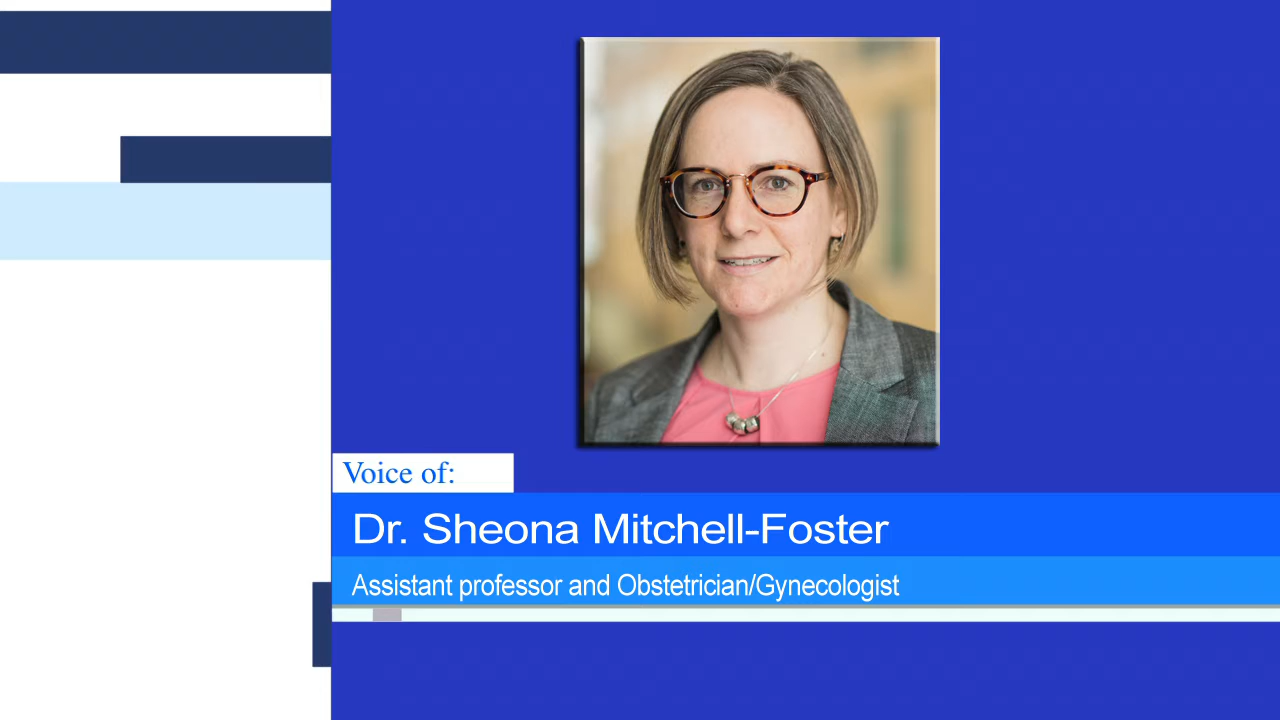 Voice of:
Dr. Sheona Mitchell-Foster
Assistant professor and Obstetrician/Gynecologist